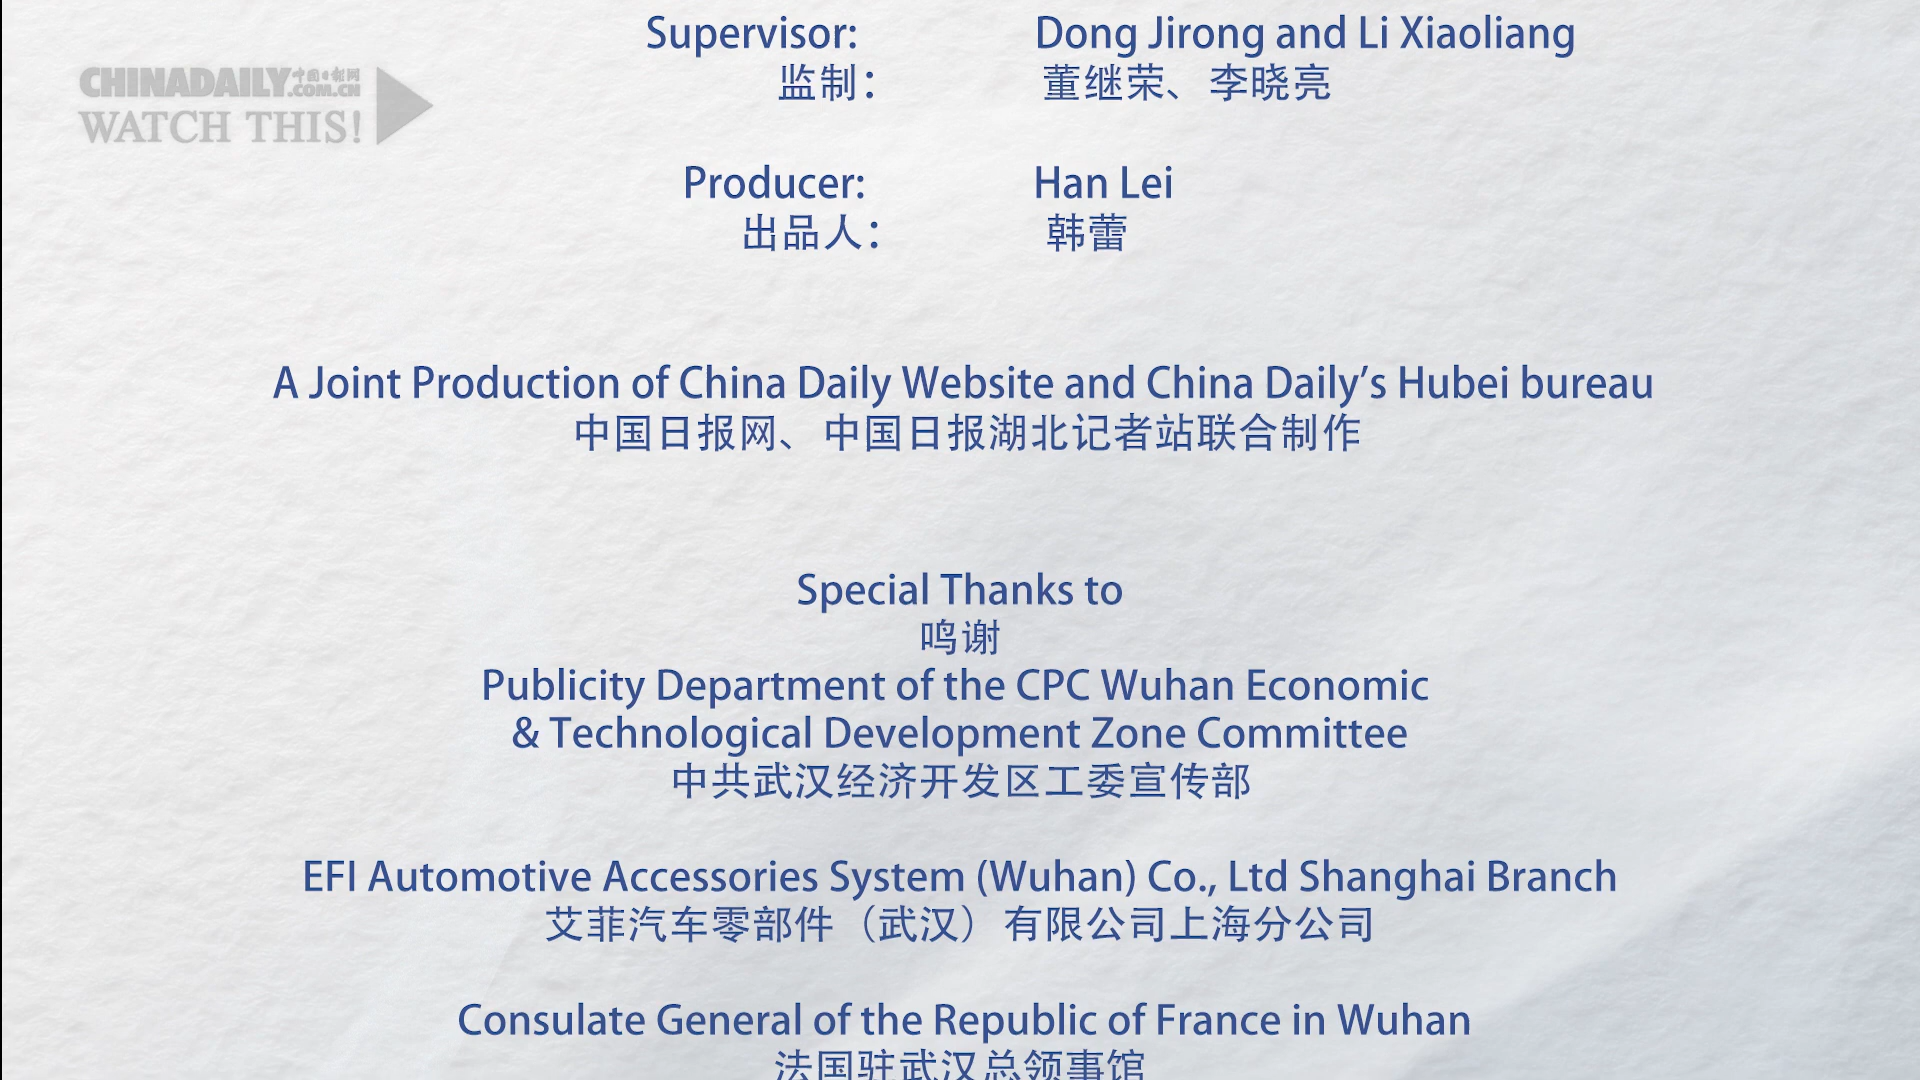 CHINADAILY 中国日报网
.COM.CN
WATCH THIS!
Supervisor: Dong Jirong and Li Xiaoliang
监制： 董继荣、李晓亮
Producer: Han Lei
出品人： 韩蕾
A Joint Production of China Daily Website and China Daily’s Hubei bureau
中国日报网、中国日报湖北记者站联合制作
Special Thanks to
鸣谢
Publicity Department of the CPC Wuhan Economic
& Technological Development Zone Committee
中共武汉经济开发区工委宣传部
EFI Automotive Accessories System (Wuhan) Co., Ltd Shanghai Branch
艾菲汽车零部件（武汉）有限公司上海分公司
Consulate General of the Republic of France in Wuhan
法国驻武汉总领事馆